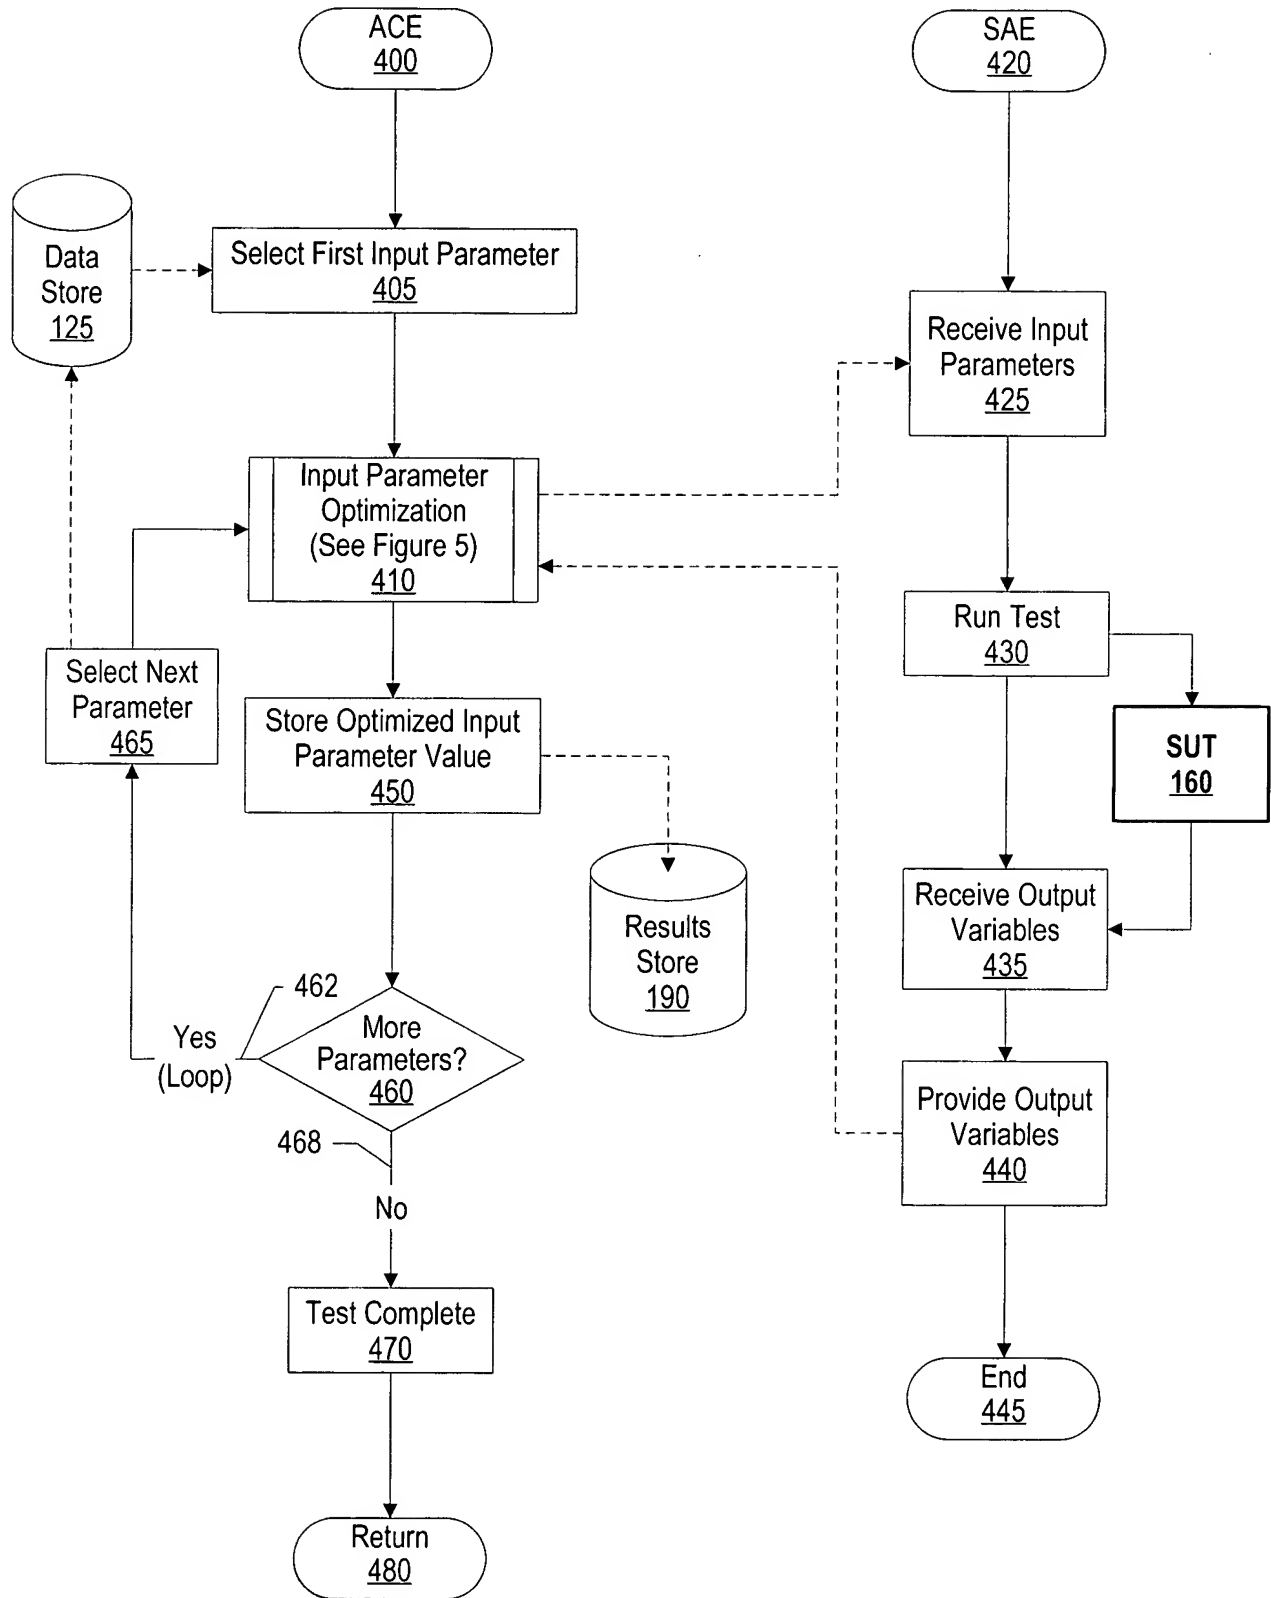 ACE
400
SAE
420
Data
Store
125
Select First Input Parameter
405
Receive Input
Parameters
425
Input Parameter
Optimization
(See Figure 5)
410
Run Test
430
Select Next
Parameter
465
Store Optimized Input
Parameter Value
450
SUT
160
Results
Store
190
Receive Output
Variables
435
462
Yes
(Loop)
More
Parameters?
460
468
No
Provide Output
Variables
440
Test Complete
470
End
445
Return
480